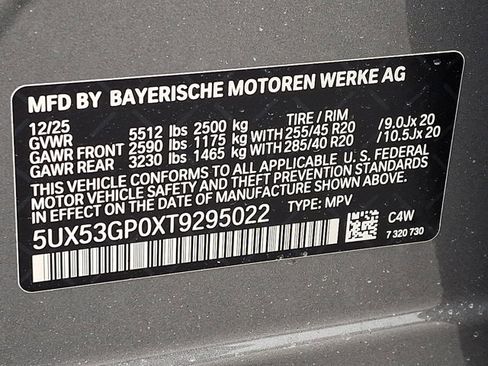 MFD BY BAYERISCHE MOTOREN WERKE AG
12/25 TIRE / RIM
GVWR 5512 lbs 2500 kg
GAWR FRONT 2590 lbs 1175 kg WITH 255/45 R20 /9.0Jx 20
GAWR REAR 3230 lbs 1465 kg WITH 285/40 R20 /10.5Jx 20
THIS VEHICLE CONFORMS TO ALL APPLICABLE U. S. FEDERAL
MOTOR VEHICLE SAFETY AND THEFT PREVENTION STANDARDS
IN EFFECT ON THE DATE OF MANUFACTURE SHOWN ABOVE.
5UX53GP0XT9295022 TYPE: MPV
C4W
7 320 730